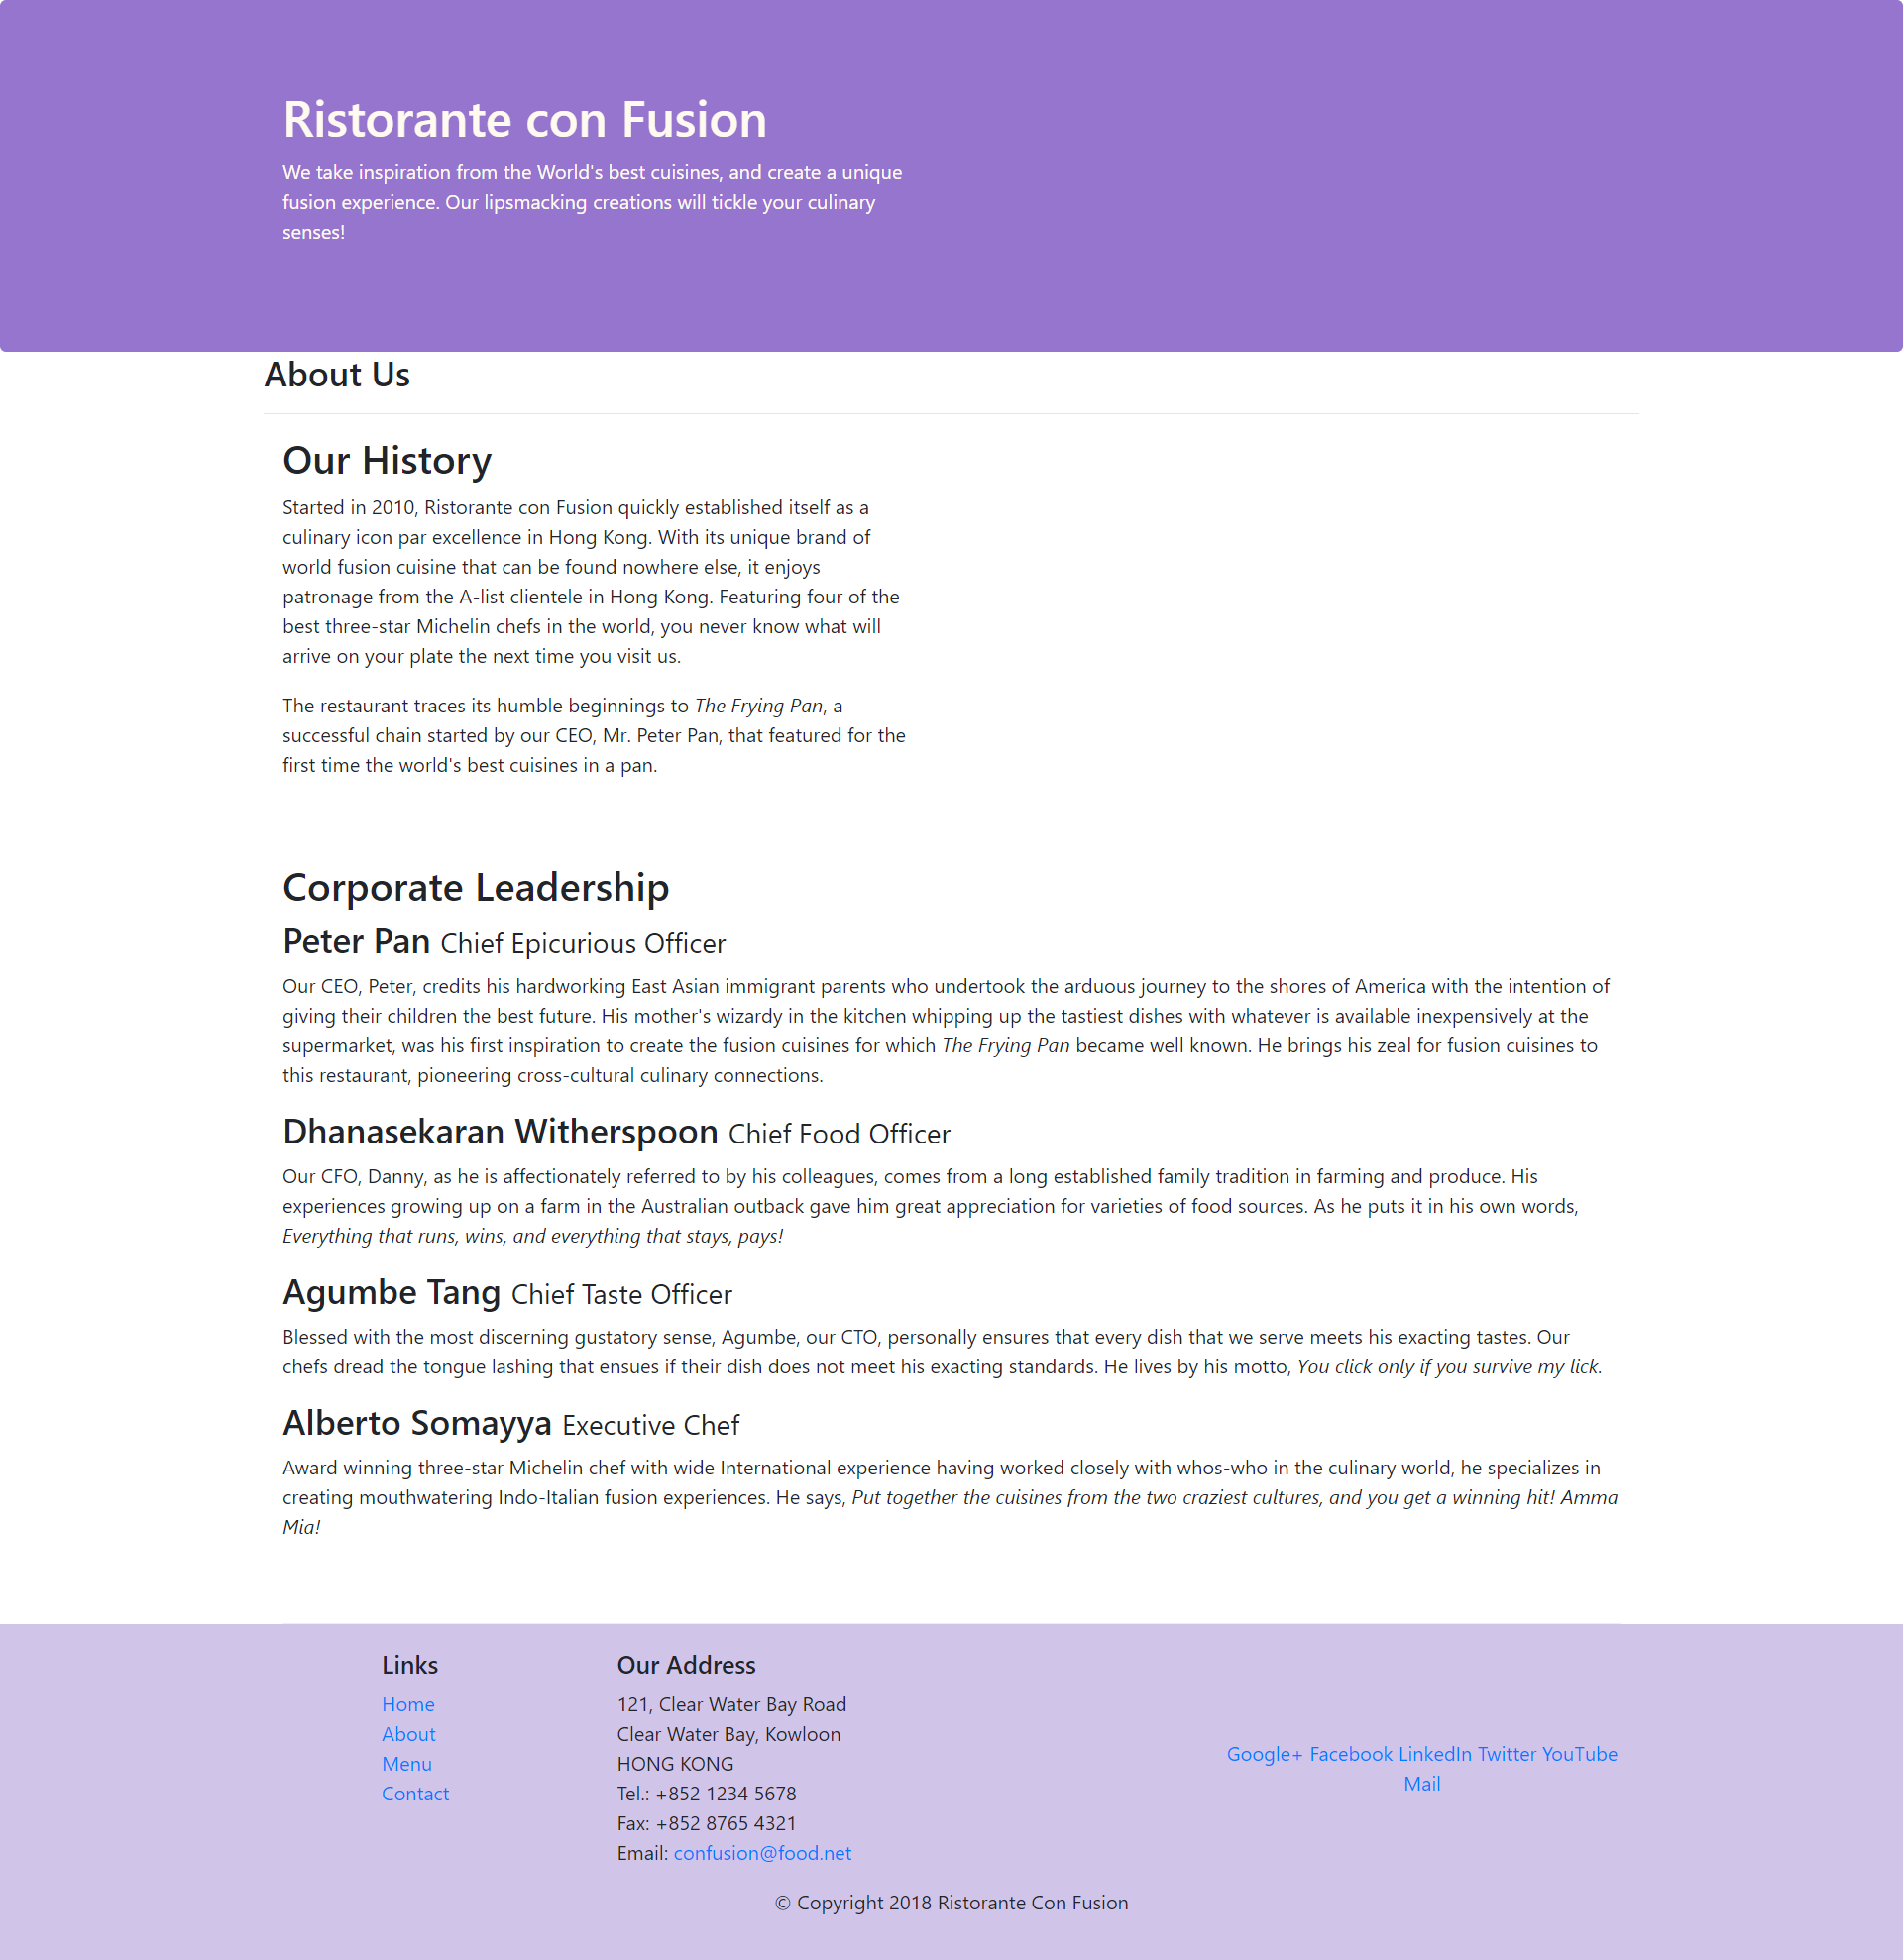 Ristorante con Fusion
We take inspiration from the World's best cuisines, and create a unique
fusion experience. Our lipsmacking creations will tickle your culinary
senses!
About Us
Our History
Started in 2010, Ristorante con Fusion quickly established itself as a
culinary icon par excellence in Hong Kong. With its unique brand of
world fusion cuisine that can be found nowhere else, it enjoys
patronage from the A-list clientele in Hong Kong. Featuring four of the
best three-star Michelin chefs in the world, you never know what will
arrive on your plate the next time you visit us.
The restaurant traces its humble beginnings to The Frying Pan, a
successful chain started by our CEO, Mr. Peter Pan, that featured for the
first time the world's best cuisines in a pan.
Corporate Leadership
Peter Pan Chief Epicurious Officer
Our CEO, Peter, credits his hardworking East Asian immigrant parents who undertook the arduous journey to the shores of America with the intention of
giving their children the best future. His mother's wizardy in the kitchen whipping up the tastiest dishes with whatever is available inexpensively at the
supermarket, was his first inspiration to create the fusion cuisines for which The Frying Pan became well known. He brings his zeal for fusion cuisines to
this restaurant, pioneering cross-cultural culinary connections.
Dhanasekaran Witherspoon Chief Food Officer
Our CFO, Danny, as he is affectionately referred to by his colleagues, comes from a long established family tradition in farming and produce. His
experiences growing up on a farm in the Australian outback gave him great appreciation for varieties of food sources. As he puts it in his own words,
Everything that runs, wins, and everything that stays, pays!
Agumbe Tang Chief Taste Officer
Blessed with the most discerning gustatory sense, Agumbe, our CTO, personally ensures that every dish that we serve meets his exacting tastes. Our
chefs dread the tongue lashing that ensues if their dish does not meet his exacting standards. He lives by his motto, You click only if you survive my lick.
Alberto Somayya Executive Chef
Award winning three-star Michelin chef with wide International experience having worked closely with whos-who in the culinary world, he specializes in
creating mouthwatering Indo-Italian fusion experiences. He says, Put together the cuisines from the two craziest cultures, and you get a winning hit! Amma
Mia!
Links
Home
About
Menu
Contact
Our Address
121, Clear Water Bay Road
Clear Water Bay, Kowloon
HONG KONG
Tel.: +852 1234 5678
Fax: +852 8765 4321
Email: confusion@food.net
Google+ Facebook LinkedIn Twitter YouTube
Mail
© Copyright 2018 Ristorante Con Fusion